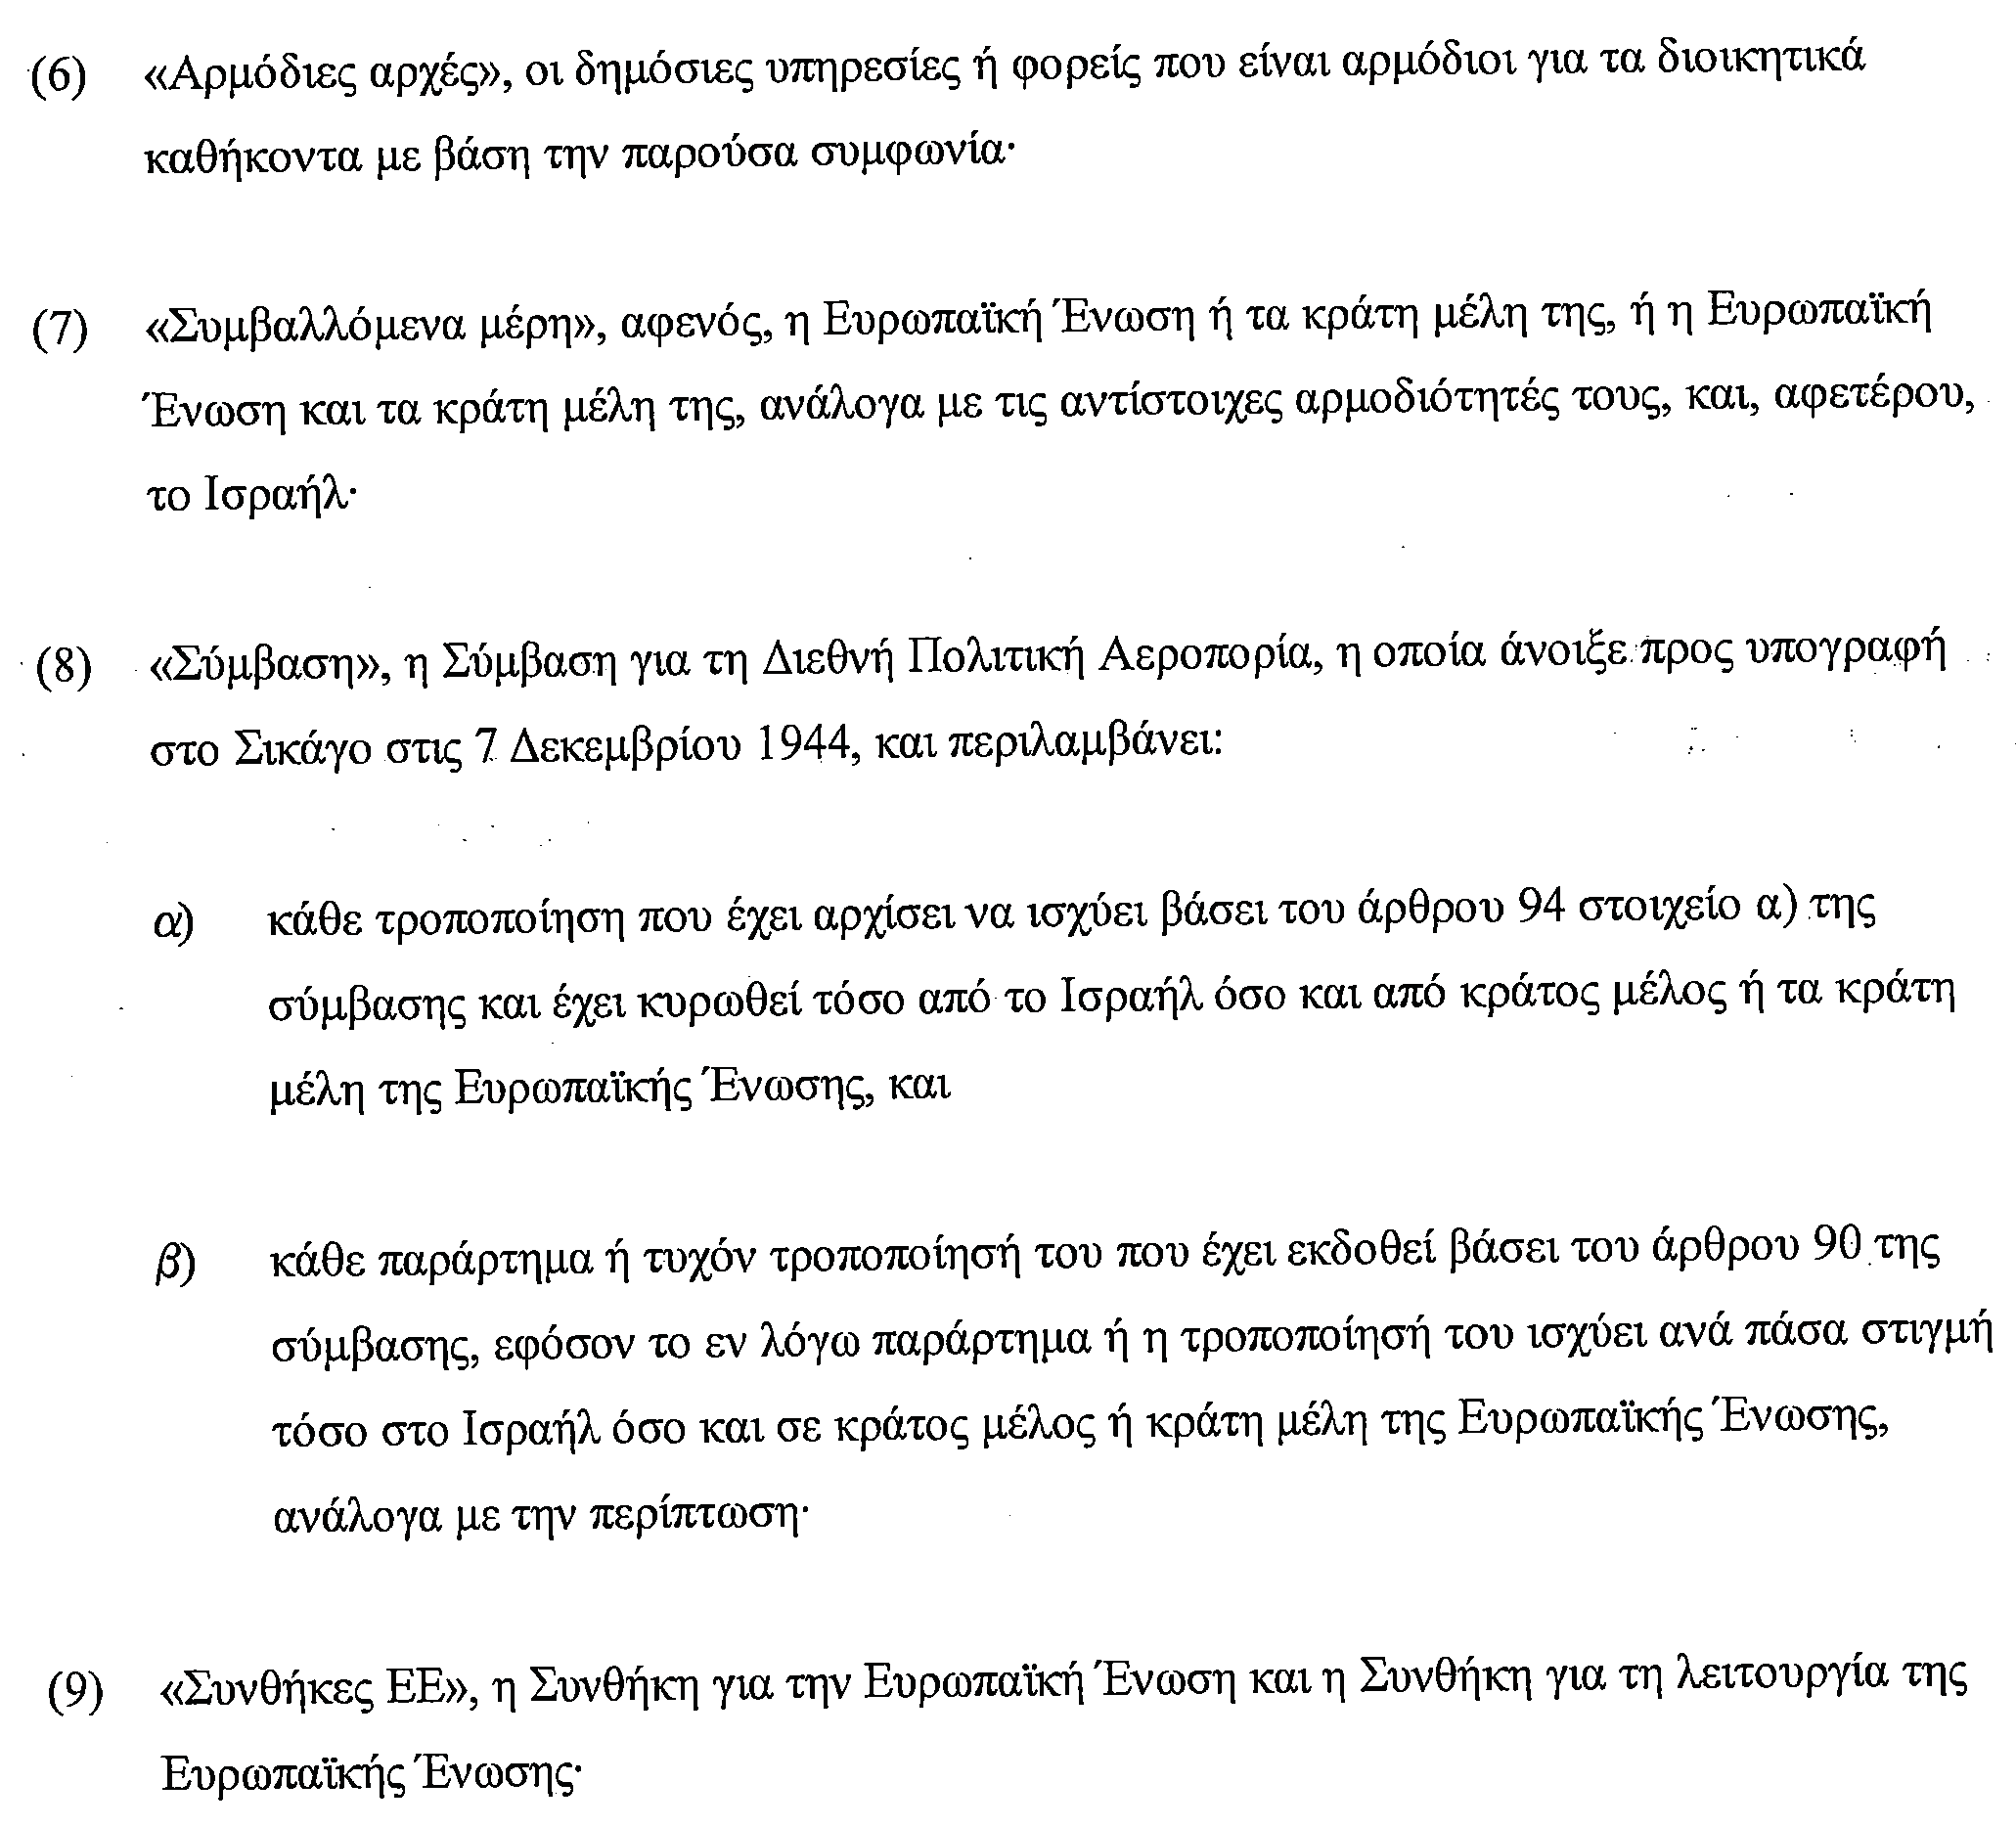 (6) «Αρμόδιες αρχές», οι δημόσιες υπηρεσίες ή φορείς που είναι αρμόδιοι για τα διοικητικά
καθήκοντα με βάση την παρούσα συμφωνία·
(7) «Συμβαλλόμενα μέρη», αφενός, η Ευρωπαϊκή Ένωση ή τα κράτη μέλη της, ή η Ευρωπαϊκή
Ένωση και τα κράτη μέλη της, ανάλογα με τις αντίστοιχες αρμοδιότητές τους, και, αφετέρου,
το Ισραήλ·
(8) «Σύμβαση», η Σύμβαση για τη Διεθνή Πολιτική Αεροπορία, η οποία άνοιξε προς υπογραφή
στο Σικάγο στις 7 Δεκεμβρίου 1944, και περιλαμβάνει:
α) κάθε τροποποίηση που έχει αρχίσει να ισχύει βάσει του άρθρου 94 στοιχείο α) της
σύμβασης και έχει κυρωθεί τόσο από το Ισραήλ όσο και από κράτος μέλος ή τα κράτη
μέλη της Ευρωπαϊκής Ένωσης, και
β) κάθε παράρτημα ή τυχόν τροποποίησή του που έχει εκδοθεί βάσει του άρθρου 90 της
σύμβασης, εφόσον το εν λόγω παράρτημα ή η τροποποίησή του ισχύει ανά πάσα στιγμή
τόσο στο Ισραήλ όσο και σε κράτος μέλος ή κράτη μέλη της Ευρωπαϊκής Ένωσης,
ανάλογα με την περίπτωση·
(9) «Συνθήκες ΕΕ», η Συνθήκη για την Ευρωπαϊκή Ένωση και η Συνθήκη για τη λειτουργία της
Ευρωπαϊκής Ένωσης·